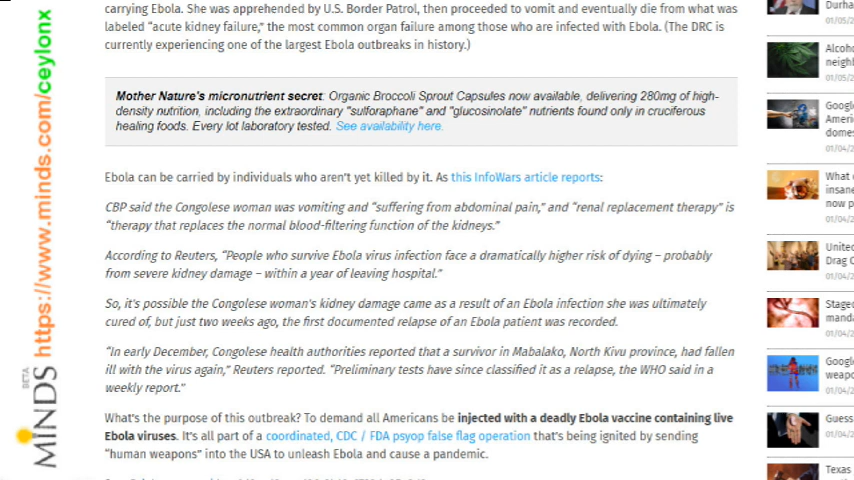 carrying Ebola. She was apprehended by U.S. Border Patrol, then proceeded to vomit and eventually die from what was
labeled “acute kidney failure,” the most common organ failure among those who are infected with Ebola. (The DRC is
currently experiencing one of the largest Ebola outbreaks in history.)
Mother Nature's micronutrient secret: Organic Broccoli Sprout Capsules now available, delivering 280mg of high-
density nutrition, including the extraordinary "sulforaphane" and "glucosinolate" nutrients found only in cruciferous
healing foods. Every lot laboratory tested. See availability here.
Ebola can be carried by individuals who aren’t yet killed by it. As this InfoWars article reports:
CBP said the Congolese woman was vomiting and “suffering from abdominal pain,” and “renal replacement therapy” is
“therapy that replaces the normal blood-filtering function of the kidneys.”
According to Reuters, “People who survive Ebola virus infection face a dramatically higher risk of dying – probably
from severe kidney damage – within a year of leaving hospital.”
So, it’s possible the Congolese woman’s kidney damage came as a result of an Ebola infection she was ultimately
cured of, but just two weeks ago, the first documented relapse of an Ebola patient was recorded.
“In early December, Congolese health authorities reported that a survivor in Mabalako, North Kivu province, had fallen
ill with the virus again,” Reuters reported. “Preliminary tests have since classified it as a relapse, the WHO said in a
weekly report.”
What’s the purpose of this outbreak? To demand all Americans be injected with a deadly Ebola vaccine containing live
Ebola viruses. It’s all part of a coordinated, CDC / FDA psyop false flag operation that’s being ignited by sending
“human weapons” into the USA to unleash Ebola and cause a pandemic.
MINDS BETA https://www.minds.com/ceylonx
Durha
01/05/2
Alcoho
neighb
01/05/2
Google
Americ
domes
01/04/2
What
insane
now p
01/04/2
United
Drag C
01/04/2
Staged
manda
01/04/2
Google
weapo
01/04/2
Guess
01/04/2
Texas